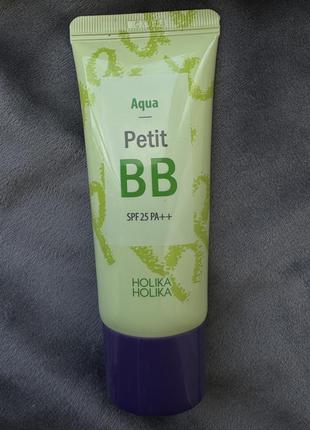 Aqua
Petit
BB
SPF 25 PA++
HOLIKA
HOLIKA